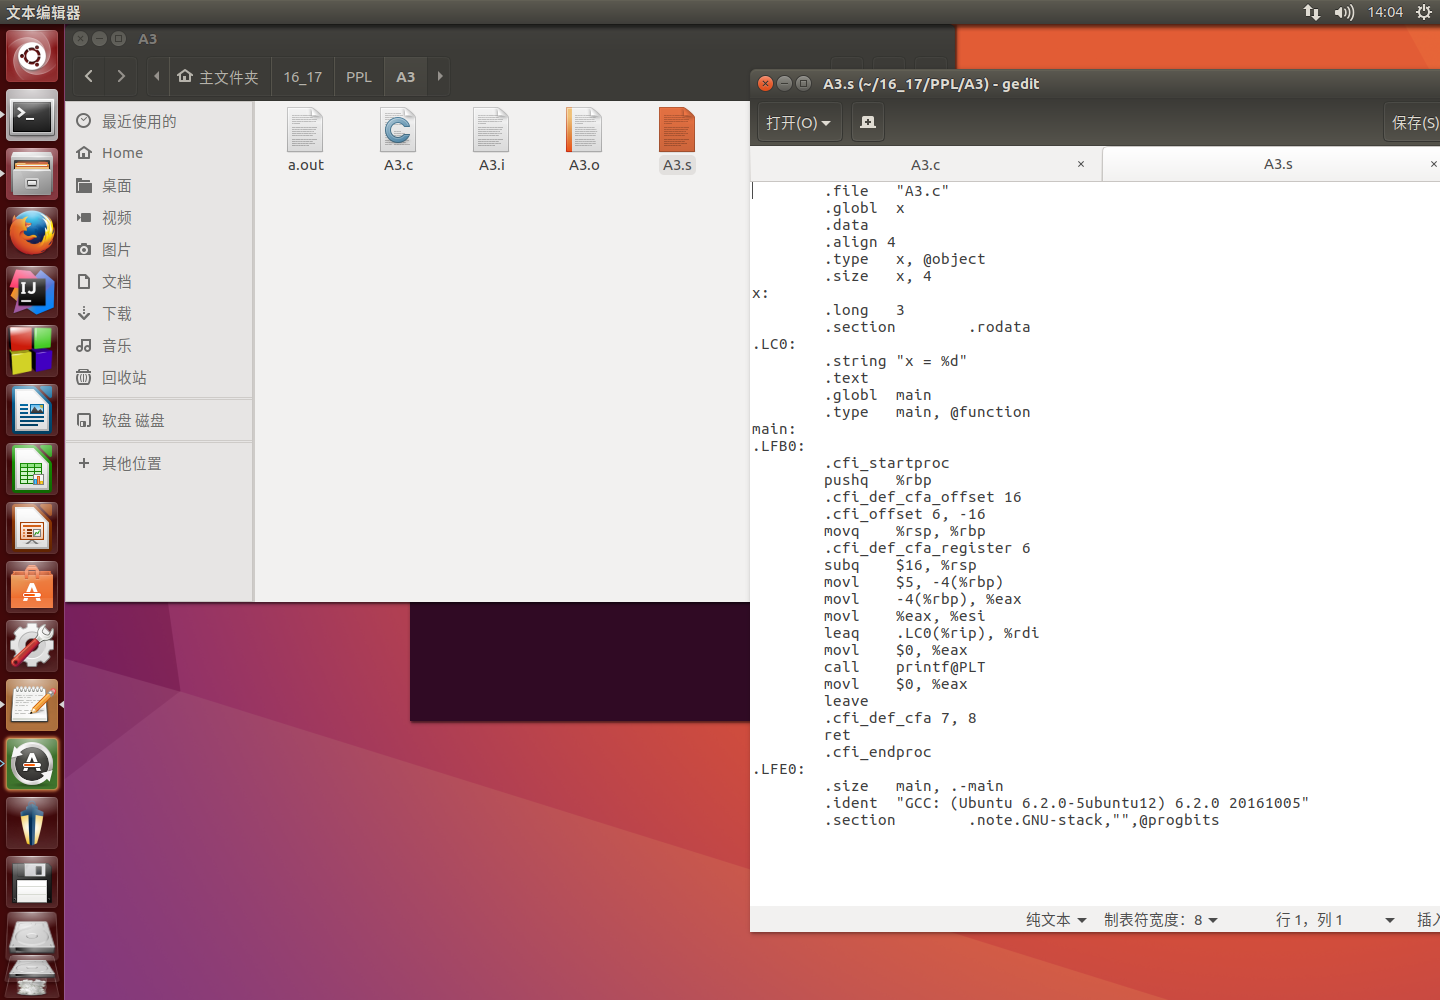 文本编辑器
14:04
A3
主文件夹 16_17 PPL A3
最近使用的
Home
桌面
视频
图片
文档
下载
音乐
回收站
软盘 磁盘
其他位置
a.out A3.c A3.i A3.o A3.s
A3.s (~/16_17/PPL/A3) - gedit
打开(O) 保存(S)
A3.c × A3.s ×
.file "A3.c"
.globl x
.data
.align 4
.type x, @object
.size x, 4
x:
.long 3
.section .rodata
.LC0:
.string "x = %d"
.text
.globl main
.type main, @function
main:
.LFB0:
.cfi_startproc
pushq %rbp
.cfi_def_cfa_offset 16
.cfi_offset 6, -16
movq %rsp, %rbp
.cfi_def_cfa_register 6
subq $16, %rsp
movl $5, -4(%rbp)
movl -4(%rbp), %eax
movl %eax, %esi
leaq .LC0(%rip), %rdi
movl $0, %eax
call printf@PLT
movl $0, %eax
leave
.cfi_def_cfa 7, 8
ret
.cfi_endproc
.LFE0:
.size main, .-main
.ident "GCC: (Ubuntu 6.2.0-5ubuntu12) 6.2.0 20161005"
.section .note.GNU-stack,"",@progbits
纯文本 制表符宽度：8 行 1，列 1 插入
IJ